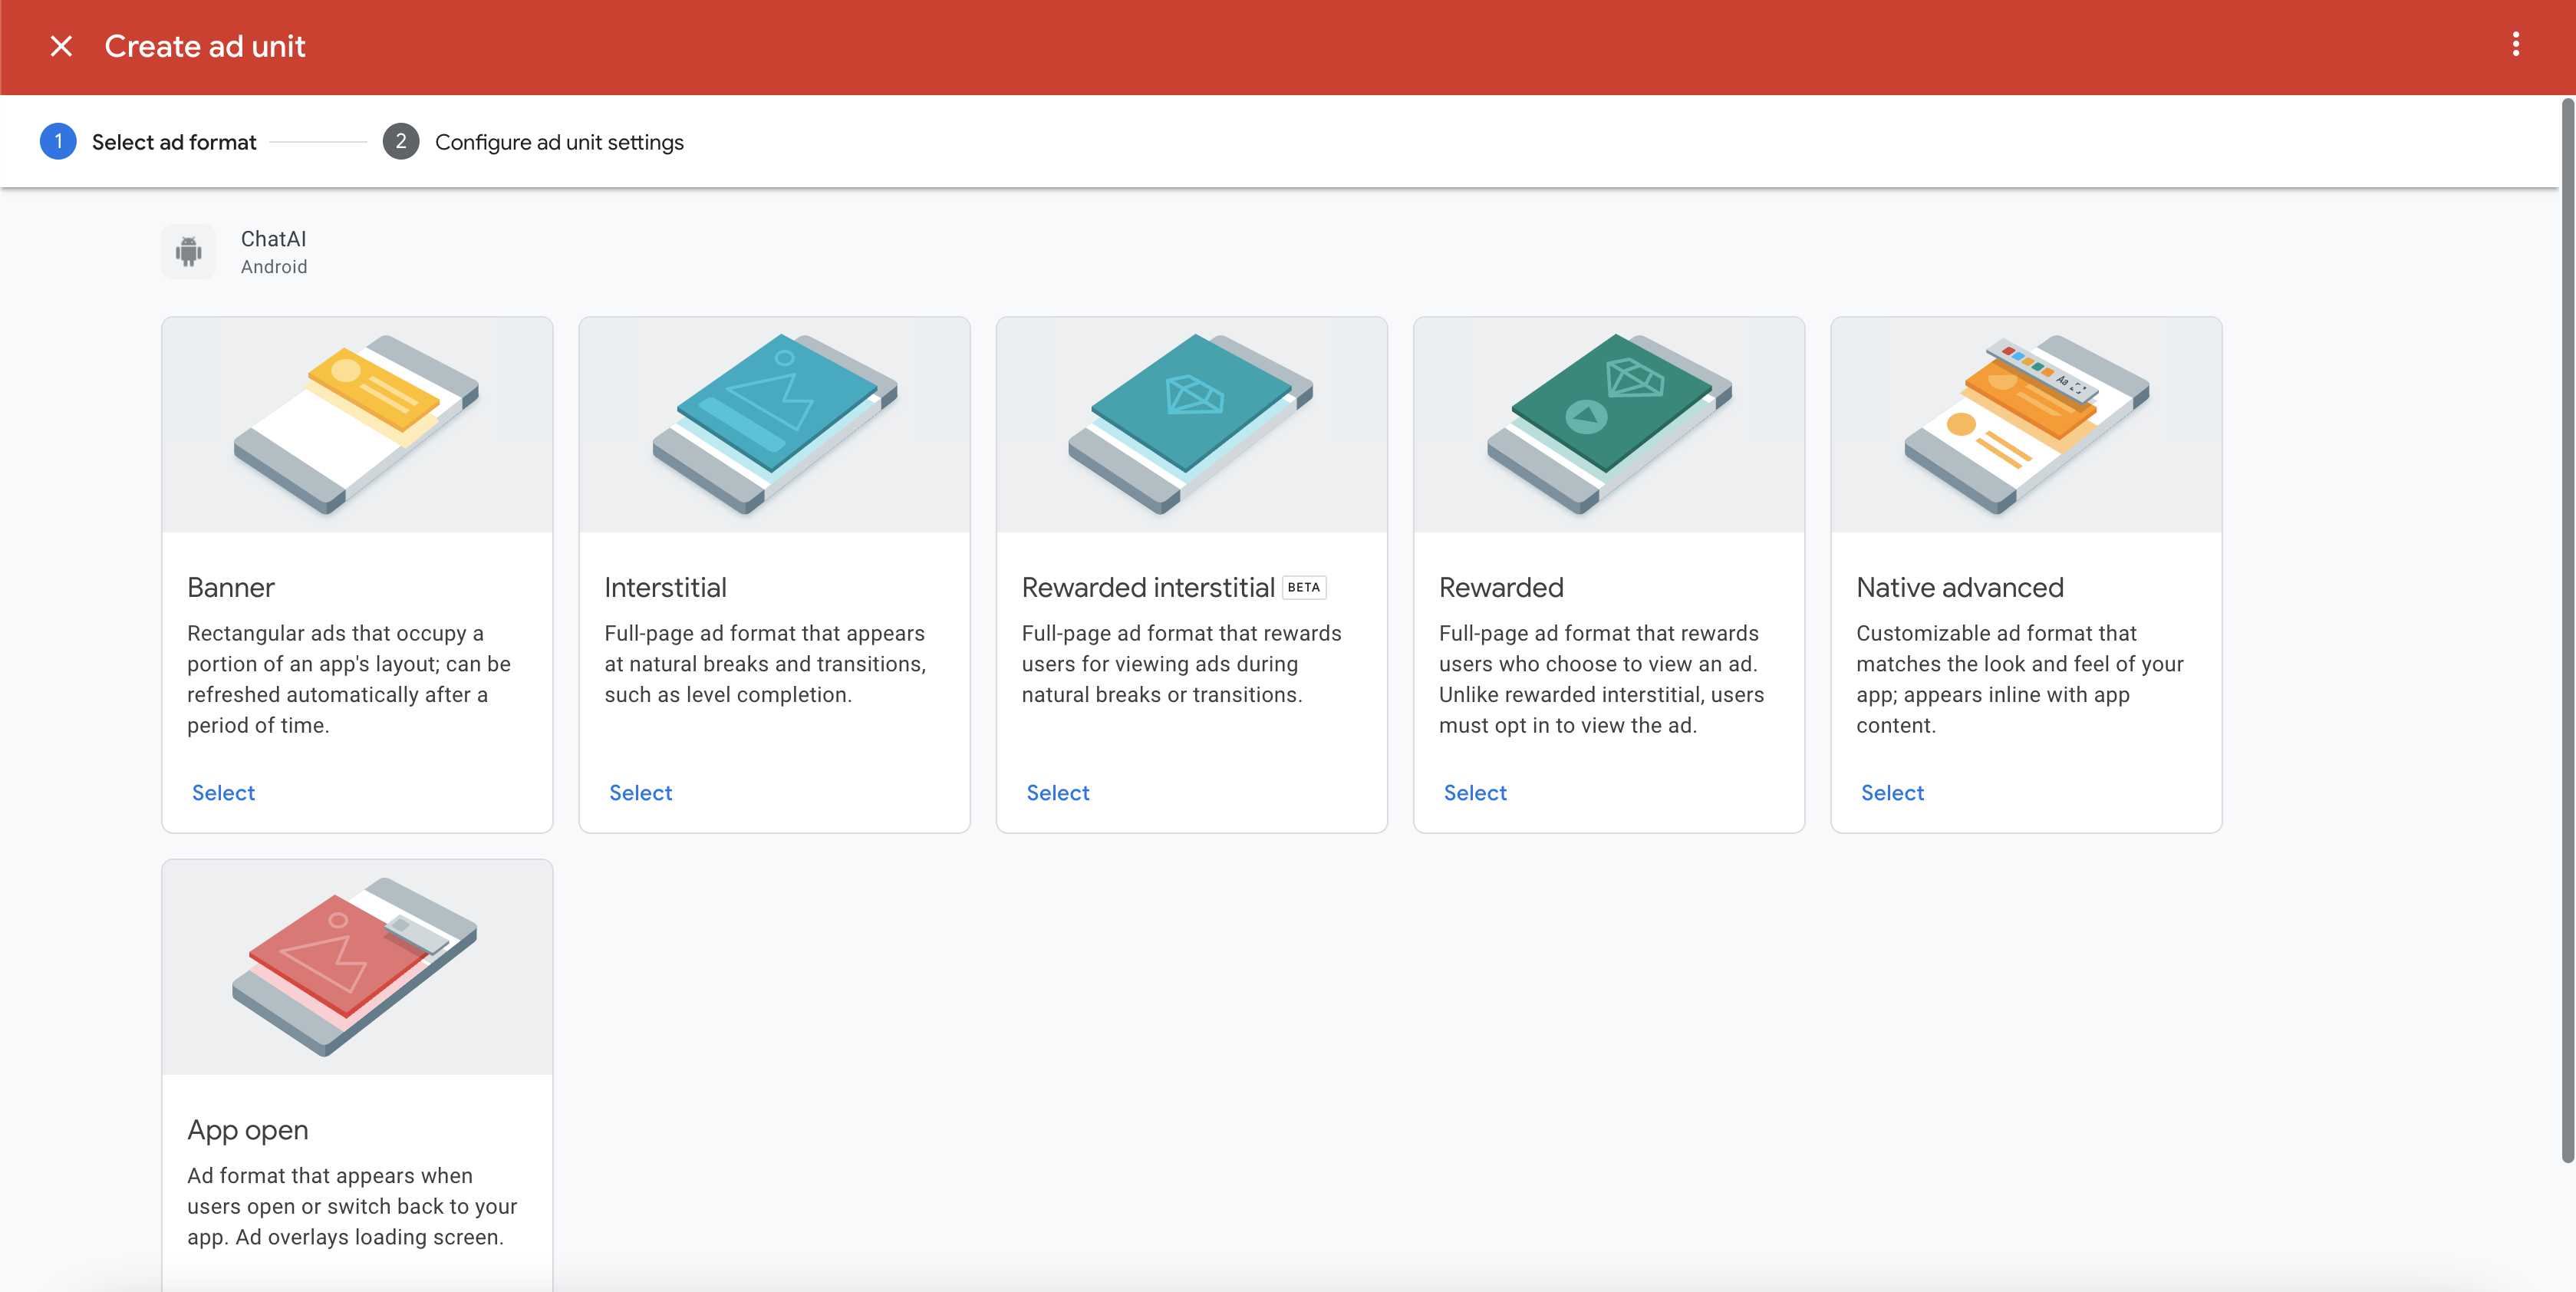 Create ad unit
1 Select ad format 2 Configure ad unit settings
ChatAI
Android
Banner
Rectangular ads that occupy a
portion of an app's layout; can be
refreshed automatically after a
period of time.
Select
Interstitial
Full-page ad format that appears
at natural breaks and transitions,
such as level completion.
Select
Rewarded interstitial BETA
Full-page ad format that rewards
users for viewing ads during
natural breaks or transitions.
Select
Rewarded
Full-page ad format that rewards
users who choose to view an ad.
Unlike rewarded interstitial, users
must opt in to view the ad.
Select
Aa
Native advanced
Customizable ad format that
matches the look and feel of your
app; appears inline with app
content.
Select
App open
Ad format that appears when
users open or switch back to your
app. Ad overlays loading screen.